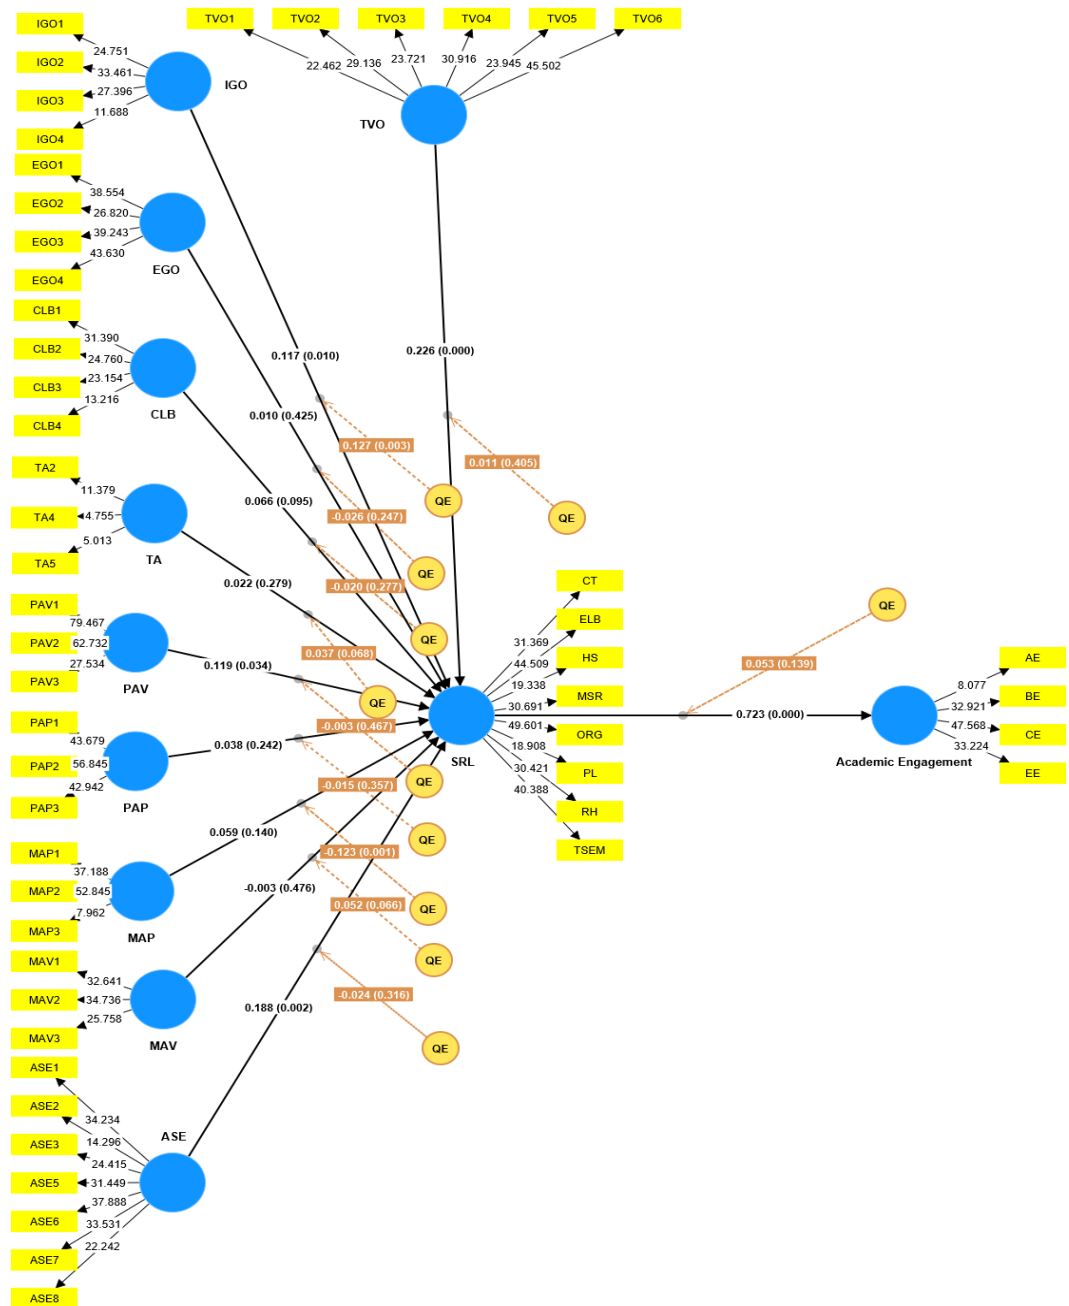 IGO1
IGO2
IGO3
IGO4
24.751
33.461
27.396
11.688
IGO
TVO1
TVO2
TVO3
TVO4
TVO5
TVO6
22.462
29.136
23.721
30.916
23.945
45.502
TVO
EGO1
EGO2
EGO3
EGO4
38.554
26.820
39.243
43.630
EGO
CLB1
CLB2
CLB3
CLB4
31.390
24.760
23.154
13.216
CLB
TA2
TA4
TA5
11.379
4.755
5.013
TA
PAV1
PAV2
PAV3
79.467
62.732
27.534
PAV
PAP1
PAP2
PAP3
43.679
56.845
42.942
PAP
MAP1
MAP2
MAP3
37.188
52.845
7.962
MAP
MAV1
MAV2
MAV3
32.641
34.736
25.758
MAV
ASE1
ASE2
ASE3
ASE5
ASE6
ASE7
ASE8
34.234
14.296
24.415
31.449
37.888
33.531
22.242
ASE
0.117 (0.010)
0.226 (0.000)
0.010 (0.425)
0.066 (0.095)
0.022 (0.279)
0.119 (0.034)
0.038 (0.242)
0.059 (0.140)
-0.003 (0.476)
0.188 (0.002)
0.127 (0.003)
QE
0.011 (0.405)
QE
-0.026 (0.247)
QE
-0.020 (0.277)
QE
0.037 (0.068)
QE
-0.003 (0.467)
QE
-0.015 (0.357)
QE
-0.123 (0.001)
QE
0.052 (0.066)
QE
-0.024 (0.316)
QE
SRL
CT
ELB
HS
MSR
ORG
PL
RH
TSEM
31.369
44.509
19.338
30.691
49.601
18.908
30.421
40.388
QE
0.053 (0.139)
0.723 (0.000)
Academic Engagement
AE
BE
CE
EE
8.077
32.921
47.568
33.224